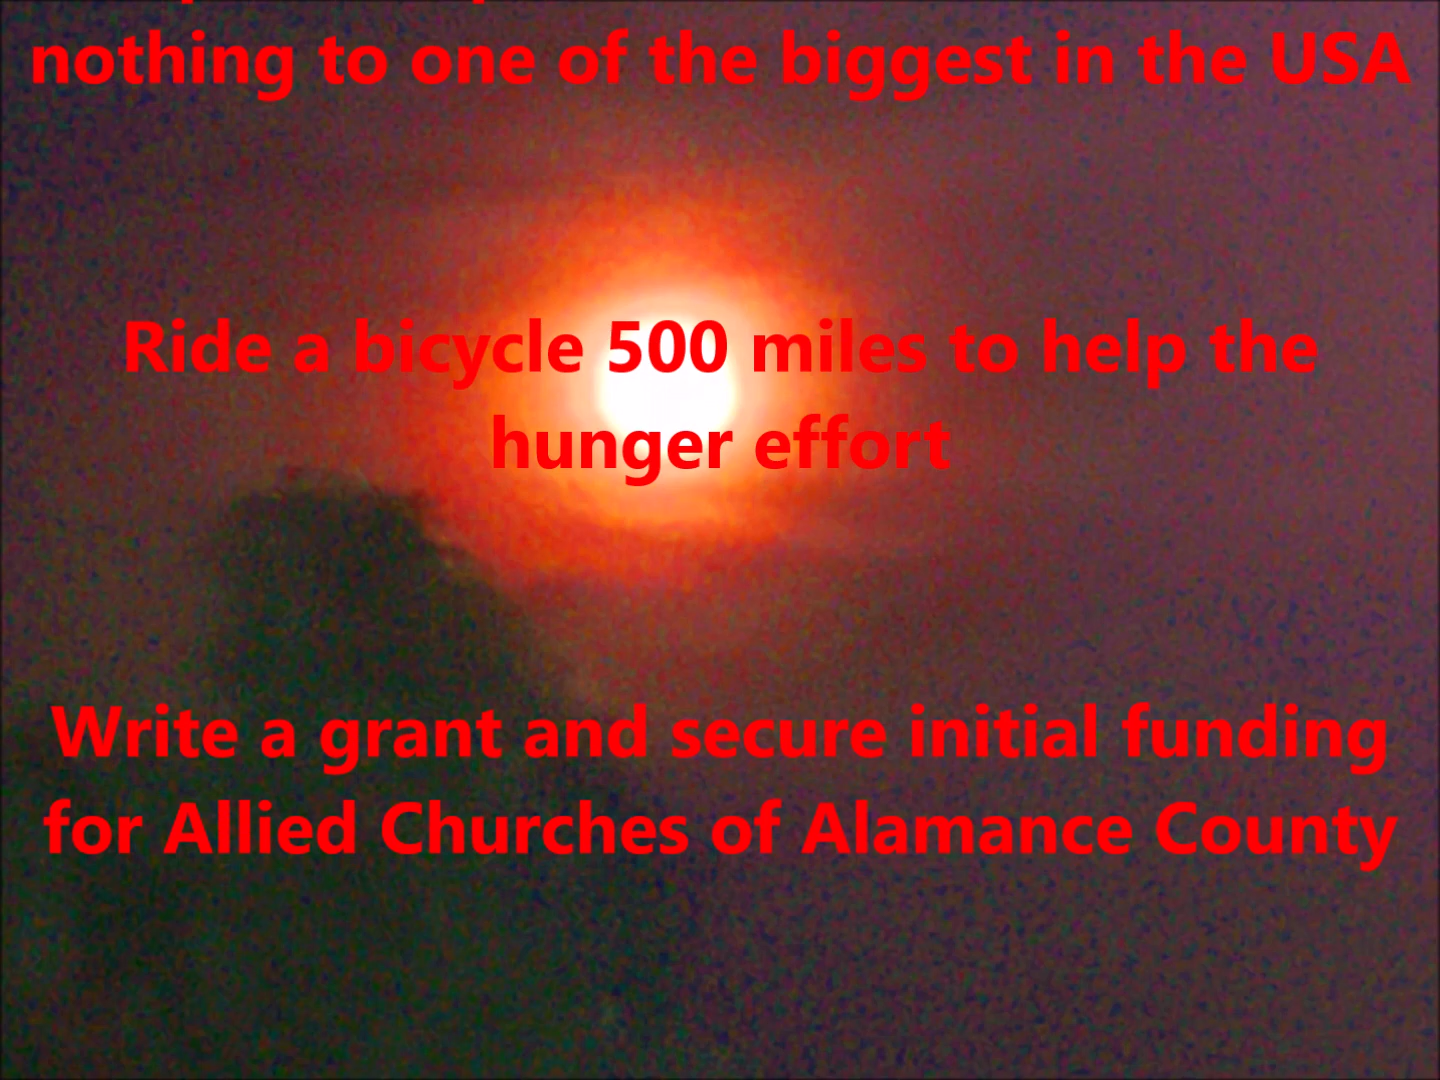 nothing to one of the biggest in the USA
Ride a bicycle 500 miles to help the
hunger effort
Write a grant and secure initial funding
for Allied Churches of Alamance County